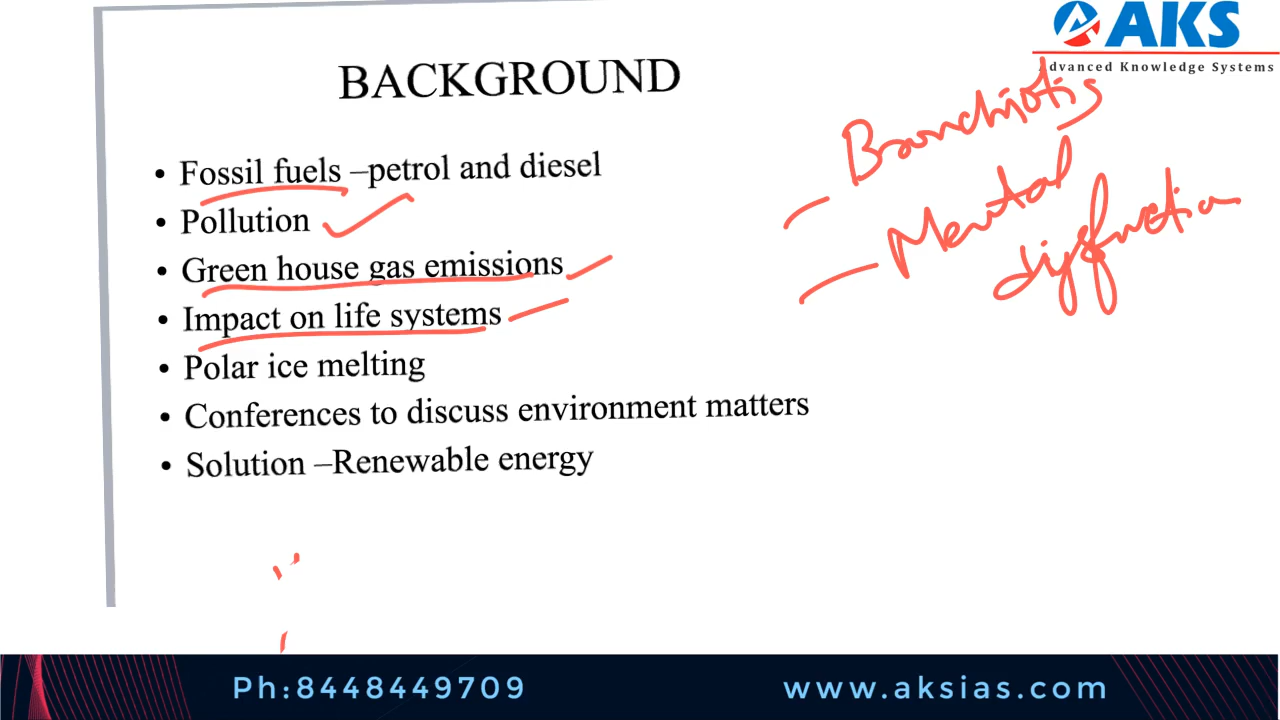 AKS
Advanced Knowledge Systems
BACKGROUND
• Fossil fuels –petrol and diesel
• Pollution
• Green house gas emissions
• Impact on life systems
• Polar ice melting
• Conferences to discuss environment matters
• Solution –Renewable energy
Bronchiotis
Mental
dysfunction
Ph:8448449709
www.aksias.com